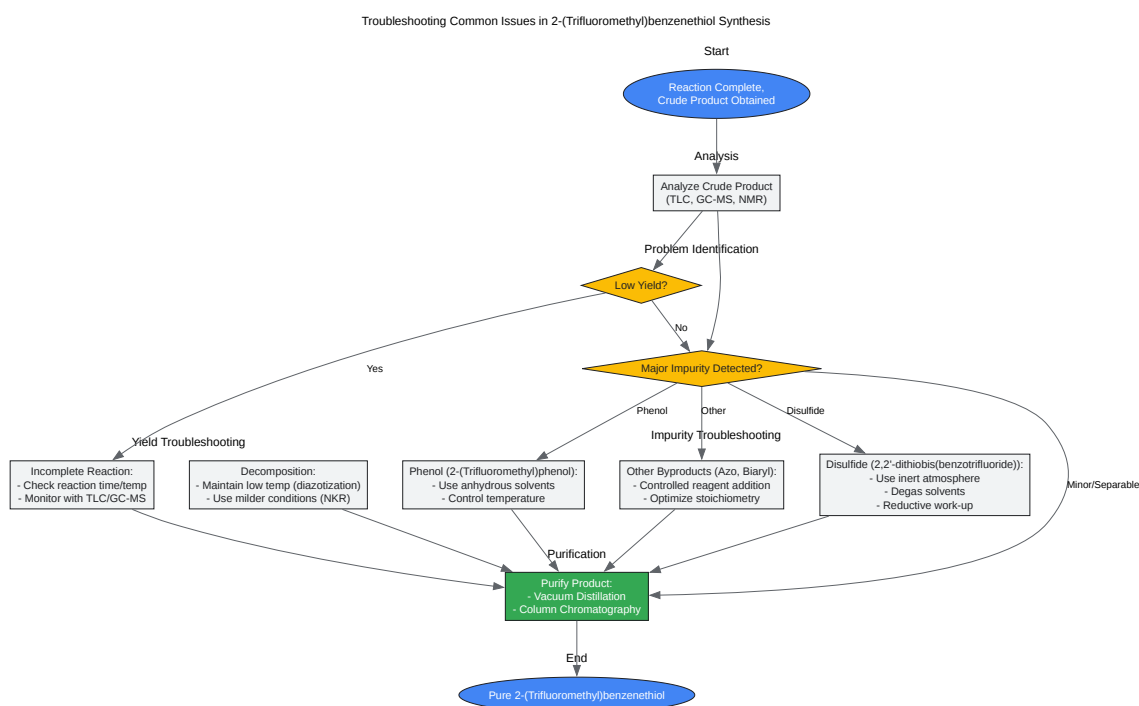 Troubleshooting Common Issues in 2-(Trifluoromethyl)benzenethiol Synthesis
Start
Reaction Complete,
Crude Product Obtained
Analysis
Analyze Crude Product
(TLC, GC-MS, NMR)
Problem Identification
Low Yield?
No
Yes
Major Impurity Detected?
Phenol
Other
Disulfide
Minor/Separable
Yield Troubleshooting
Impurity Troubleshooting
Incomplete Reaction:
- Check reaction time/temp
- Monitor with TLC/GC-MS
Decomposition:
- Maintain low temp (diazotization)
- Use milder conditions (NKR)
Phenol (2-(Trifluoromethyl)phenol):
- Use anhydrous solvents
- Control temperature
Other Byproducts (Azo, Biaryl):
- Controlled reagent addition
- Optimize stoichiometry
Disulfide (2,2'-dithiobis(benzotrifluoride)):
- Use inert atmosphere
- Degas solvents
- Reductive work-up
Purification
Purify Product:
- Vacuum Distillation
- Column Chromatography
End
Pure 2-(Trifluoromethyl)benzenethiol